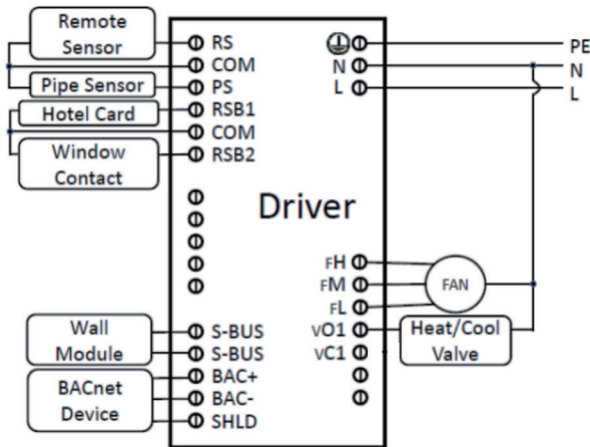 Remote
Sensor
Pipe Sensor
Hotel Card
Window
Contact
Wall
Module
BACnet
Device
RS
COM
PS
RSB1
COM
RSB2
S-BUS
S-BUS
BAC+
BAC-
SHLD
Driver
N
L
FH
FM
FL
VO1
VC1
PE
N
L
FAN
Heat/Cool
Valve